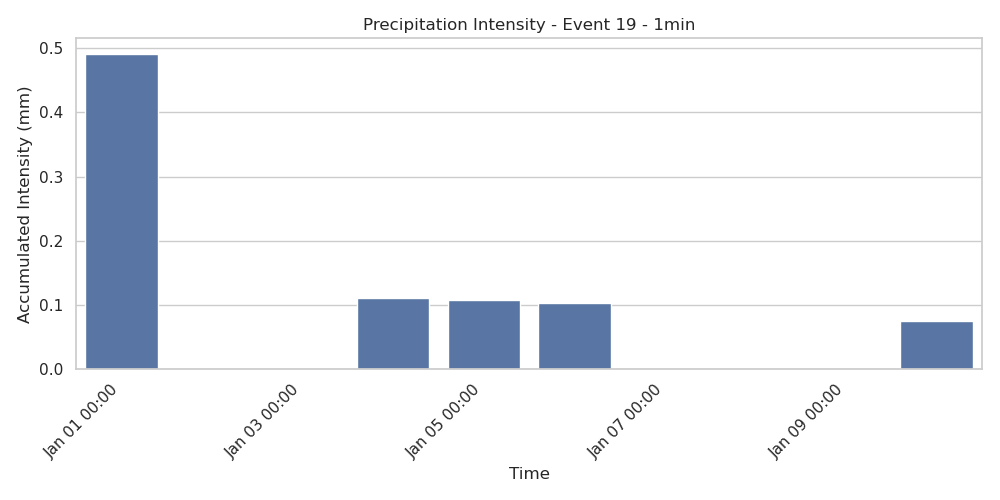 Precipitation Intensity - Event 19 - 1min
Accumulated Intensity (mm)
0.5
0.4
0.3
0.2
0.1
0.0
Jan 01 00:00
Jan 03 00:00
Jan 05 00:00
Jan 07 00:00
Jan 09 00:00
Time